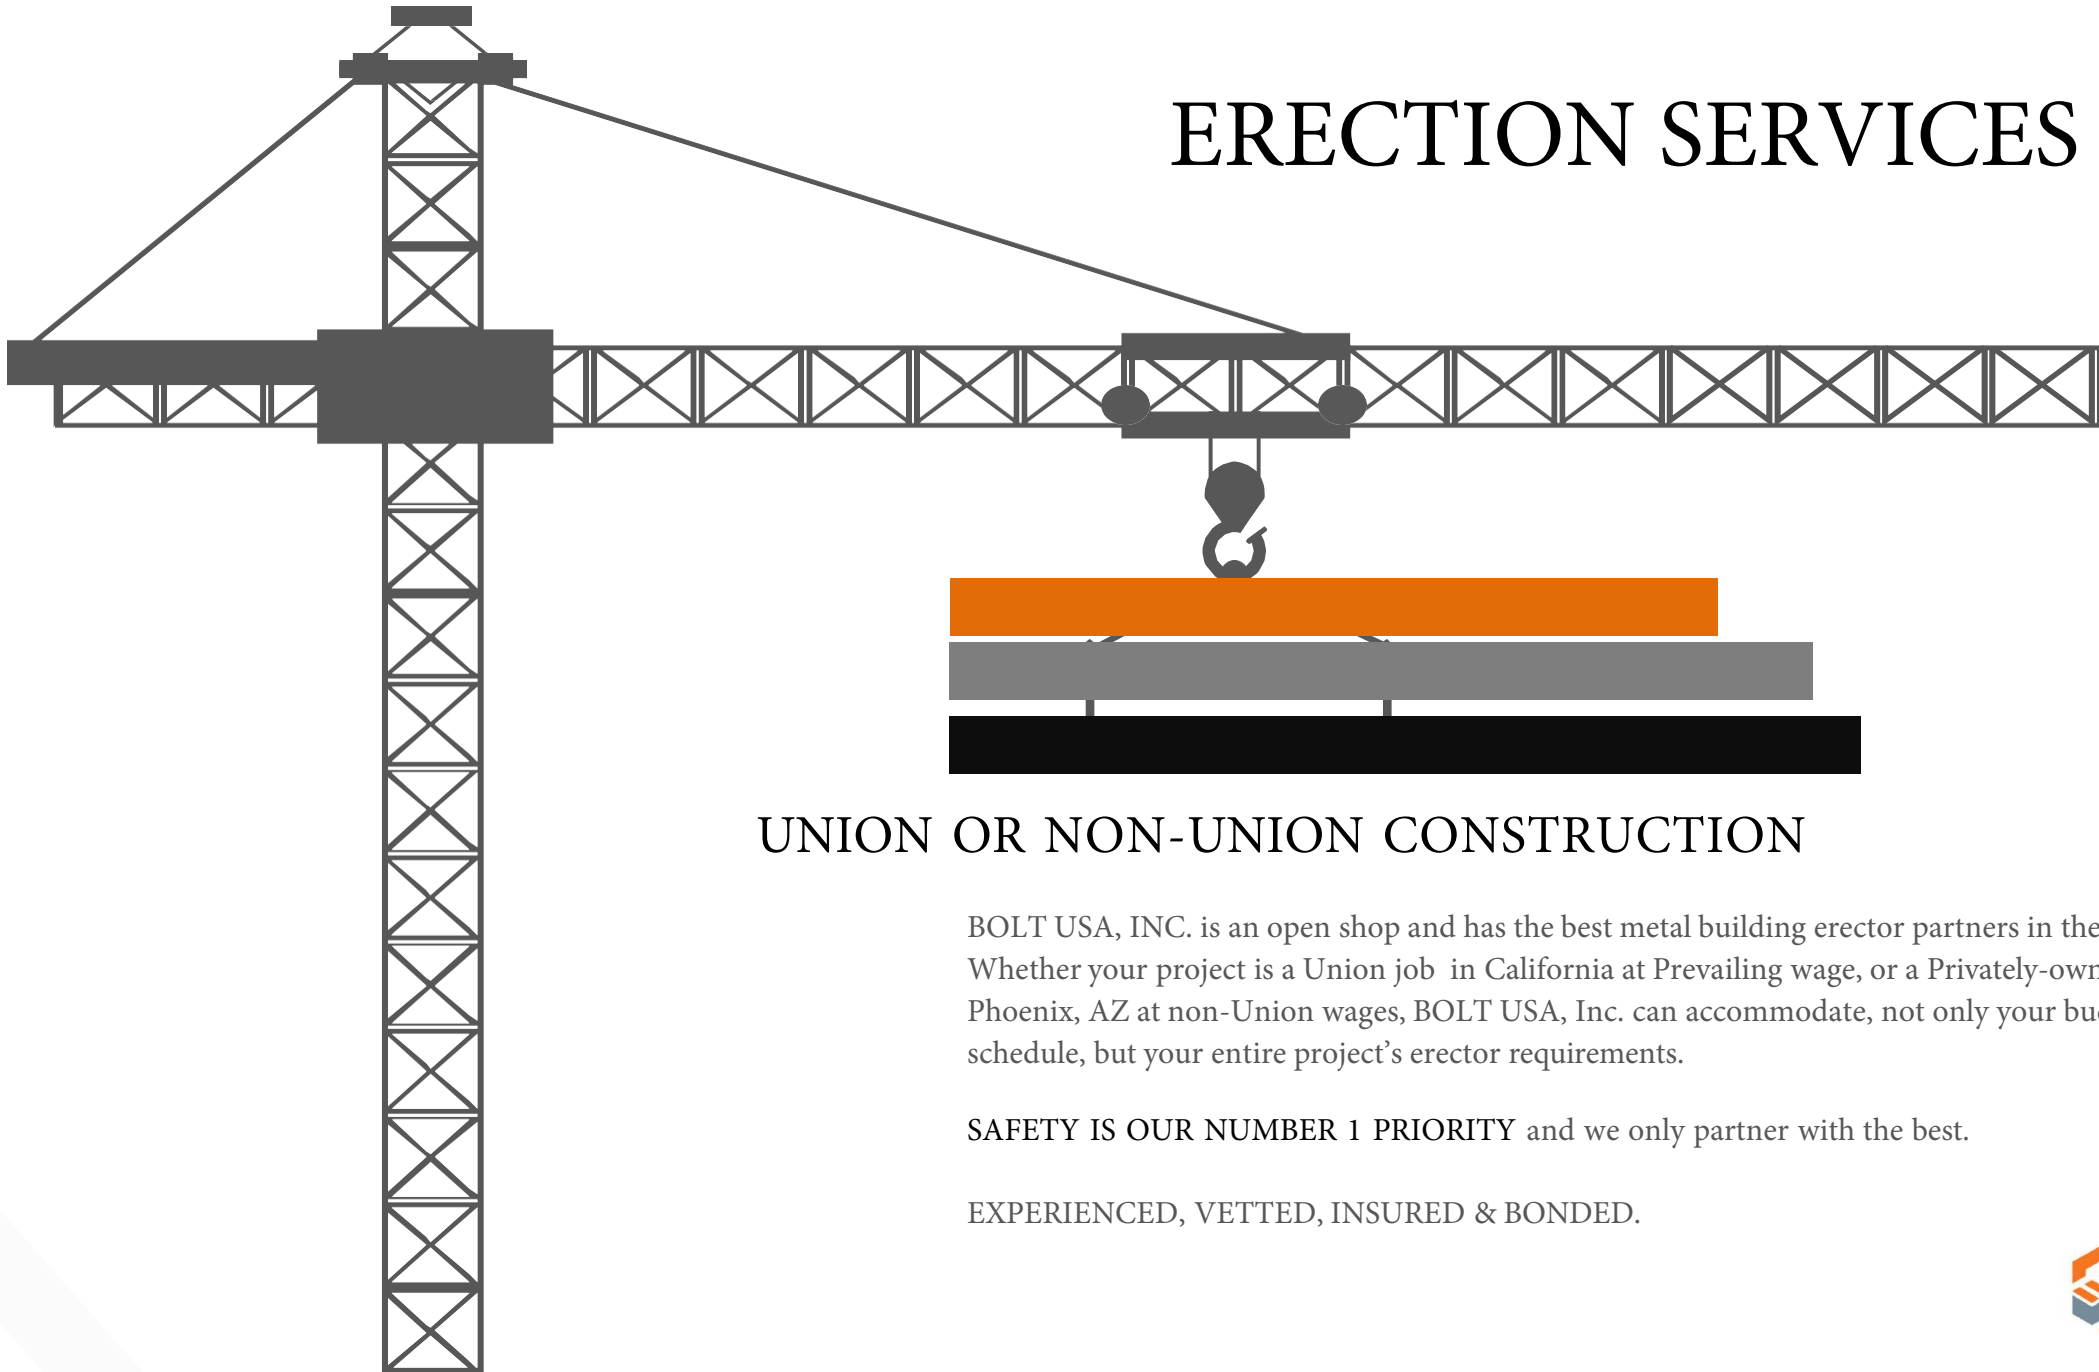 ERECTION SERVICES
UNION OR NON-UNION CONSTRUCTION
BOLT USA, INC. is an open shop and has the best metal building erector partners in the
Whether your project is a Union job in California at Prevailing wage, or a Privately-own
Phoenix, AZ at non-Union wages, BOLT USA, Inc. can accommodate, not only your
schedule, but your entire project’s erector requirements.
SAFETY IS OUR NUMBER 1 PRIORITY and we only partner with the best.
EXPERIENCED, VETTED, INSURED & BONDED.